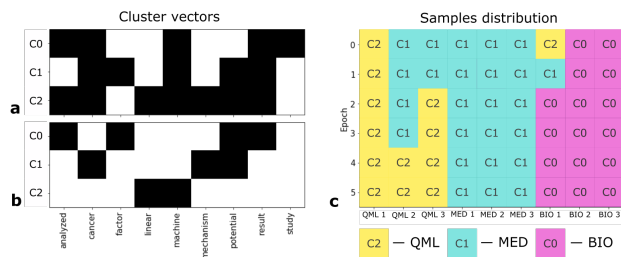 Cluster vectors
C0
C1
C2
a
C0
C1
C2
b
analyzed
cancer
factor
linear
machine
mechanism
potential
result
study
Samples distribution
0 C2 C1 C1 C1 C1 C1 C2 C0 C0
1 C2 C1 C1 C1 C1 C1 C1 C0 C0
2 C2 C1 C2 C1 C1 C1 C0 C0 C0
Epoch
3 C2 C1 C2 C1 C1 C1 C0 C0 C0
4 C2 C2 C2 C1 C1 C1 C0 C0 C0
5 C2 C2 C2 C1 C1 C1 C0 C0 C0
c
QML 1 QML 2 QML 3 MED 1 MED 2 MED 3 BIO 1 BIO 2 BIO 3
C2 — QML C1 — MED C0 — BIO